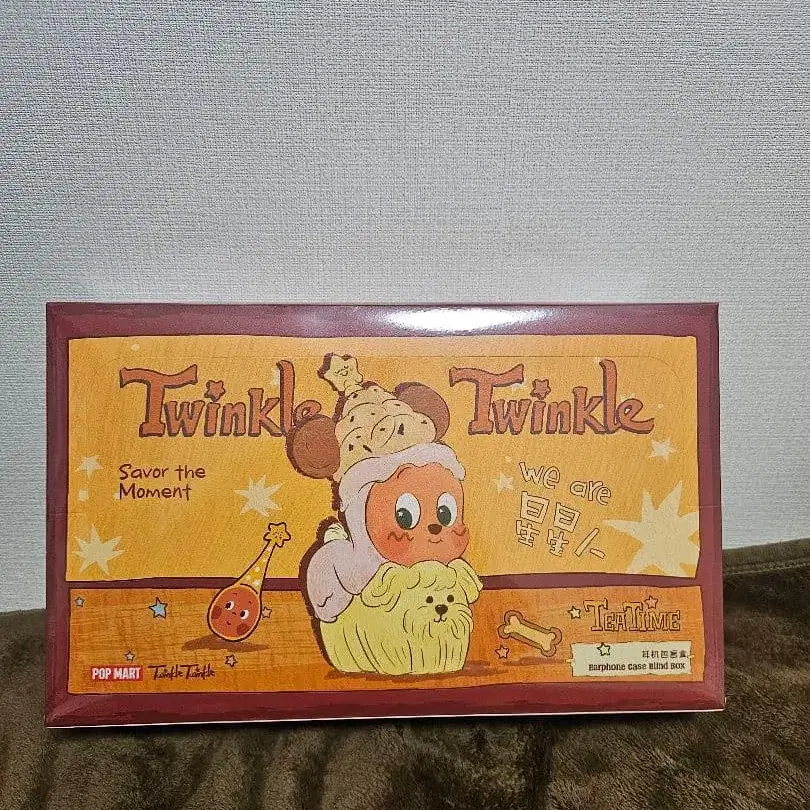 Twinkle Twinkle
Savor the
Moment
we are
星星人
TEATIME
POP MART Twinkle Twinkle
耳机包盲盒
Earphone Case Blind Box